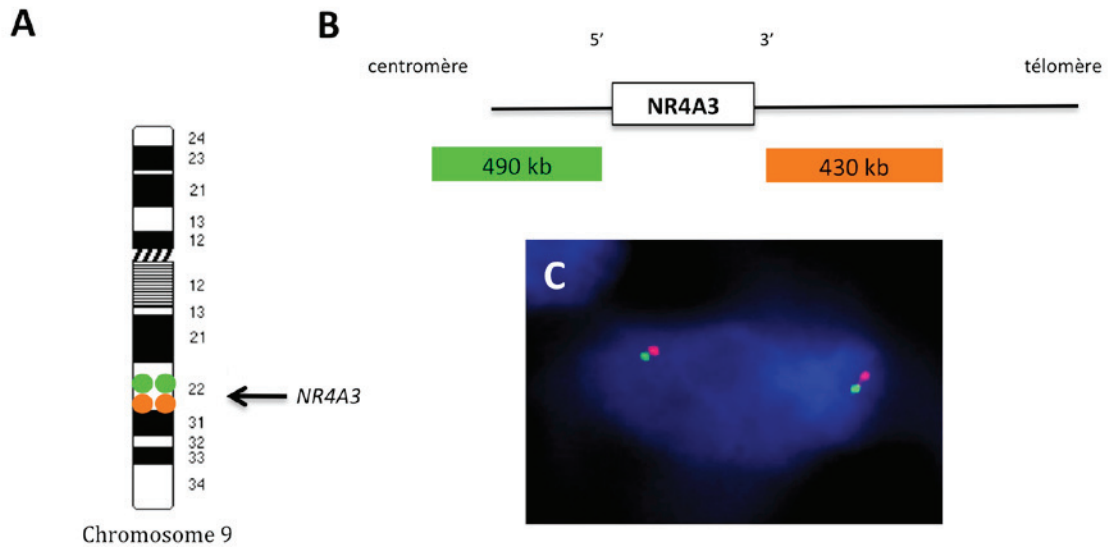 A
B
5’
3’
centromère
télomère
NR4A3
490 kb
430 kb
24
23
21
13
12
12
13
21
22
NR4A3
31
32
33
34
Chromosome 9
C